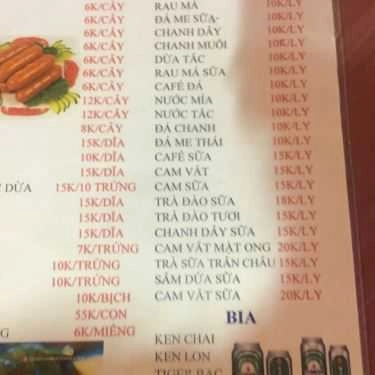 6K/CÂY RAU MÁ 10K/LY
6K/CÂY ĐÁ ME SỮA 10K/LY
6K/CÂY CHANH DÂY 10K/LY
6K/CÂY CHANH MUỐI 10K/LY
6K/CÂY DỪA TẮC 10K/LY
6K/CÂY RAU MÁ SỮA 10K/LY
6K/CÂY CAFÉ ĐÁ 10K/LY
12K/CÂY NƯỚC MÍA 10K/LY
12K/CÂY NƯỚC TẮC 10K/LY
8K/CÂY ĐÁ CHANH 10K/LY
15K/DĨA ĐÁ ME THÁI 10K/LY
10K/DĨA CAFÉ SỮA 10K/LY
15K/DĨA CAM VẮT 15K/LY
DỪA 15K/10 TRỨNG CAM SỮA 15K/LY
15K/DĨA TRÀ ĐÀO SỮA 18K/LY
15K/DĨA TRÀ ĐÀO TƯƠI 15K/LY
15K/DĨA CHANH DÂY SỮA 15K/LY
7K/TRỨNG CAM VẮT MẬT ONG 20K/LY
10K/TRỨNG TRÀ SỮA TRÂN CHÂU 15K/LY
10K/TRỨNG SÂM DỨA SỮA 15K/LY
10K/BỊCH CAM VẮT SỮA 20K/LY
55K/CON BIA
6K/MIẾNG KEN CHAI
KEN LON
TIGER BẠC